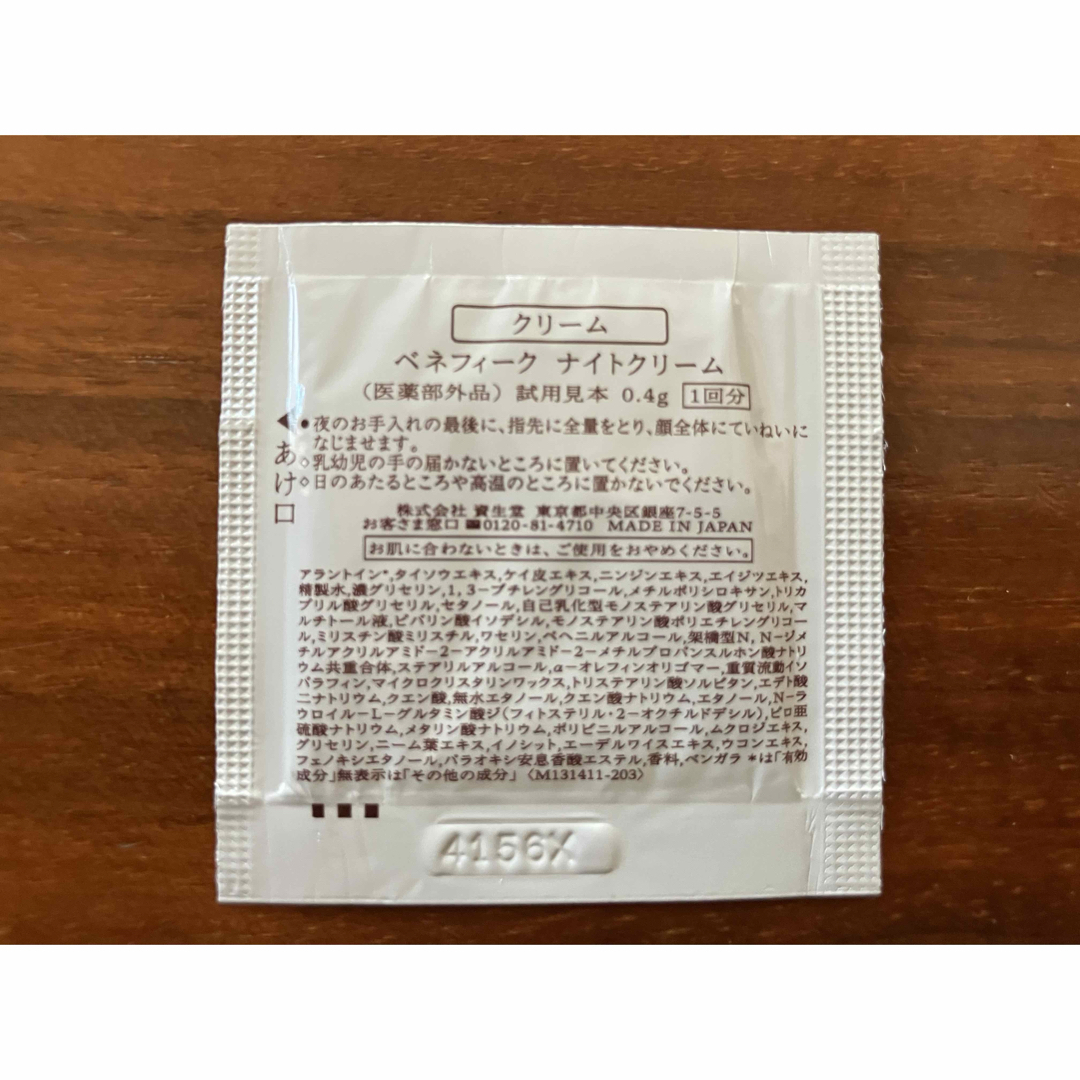 クリーム
ベネフィーク ナイトクリーム
(医薬部外品) 試用見本 0.4g 1回分
◀あけ口
●夜のお手入れの最後に、指先に全量をとり、顔全体にていねいに
なじませます。
○乳幼児の手の届かないところに置いてください。
○日のあたるところや高温のところに置かないでください。
株式会社 資生堂 東京都中央区銀座7-5-5
お客さま窓口 0120-81-4710 MADE IN JAPAN
お肌に合わないときは、ご使用をおやめください。
アラントイン*,タイソウエキス,ケイ皮エキス,ニンジンエキス,エイジツエキス,
精製水,濃グリセリン,1,3-ブチレングリコール,メチルポリシロキサン,トリカ
プリル酸グリセリル,セタノール,自己乳化型モノステアリン酸グリセリル,マ
ルチトール液,ピバリン酸イソデシル,モノステアリン酸ポリエチレングリコー
ル,ミリスチン酸ミリスチル,ワセリン,ベヘニルアルコール,架橋型N,N-ジメ
チルアクリルアミド-2-アクリルアミド-2-メチルプロパンスルホン酸ナトリ
ウム共重合体,ステアリルアルコール,α-オレフィンオリゴマー,重質流動イソ
パラフィン,マイクロクリスタリンワックス,トリステアリン酸ソルビタン,エデト酸
二ナトリウム,クエン酸,無水エタノール,クエン酸ナトリウム,エタノール,N-ラ
ウロイル-L-グルタミン酸ジ(フィトステリル・2-オクチルドデシル),ピロ亜
硫酸ナトリウム,メタリン酸ナトリウム,ポリビニルアルコール,ムクロジエキス,
グリセリン,ニーム葉エキス,イノシット,エーデルワイスエキス,ウコンエキス,
フェノキシエタノール,パラオキシ安息香酸エステル,香料,ベンガラ *は「有効
成分」無表示は「その他の成分」〈M131411-203〉
4156X